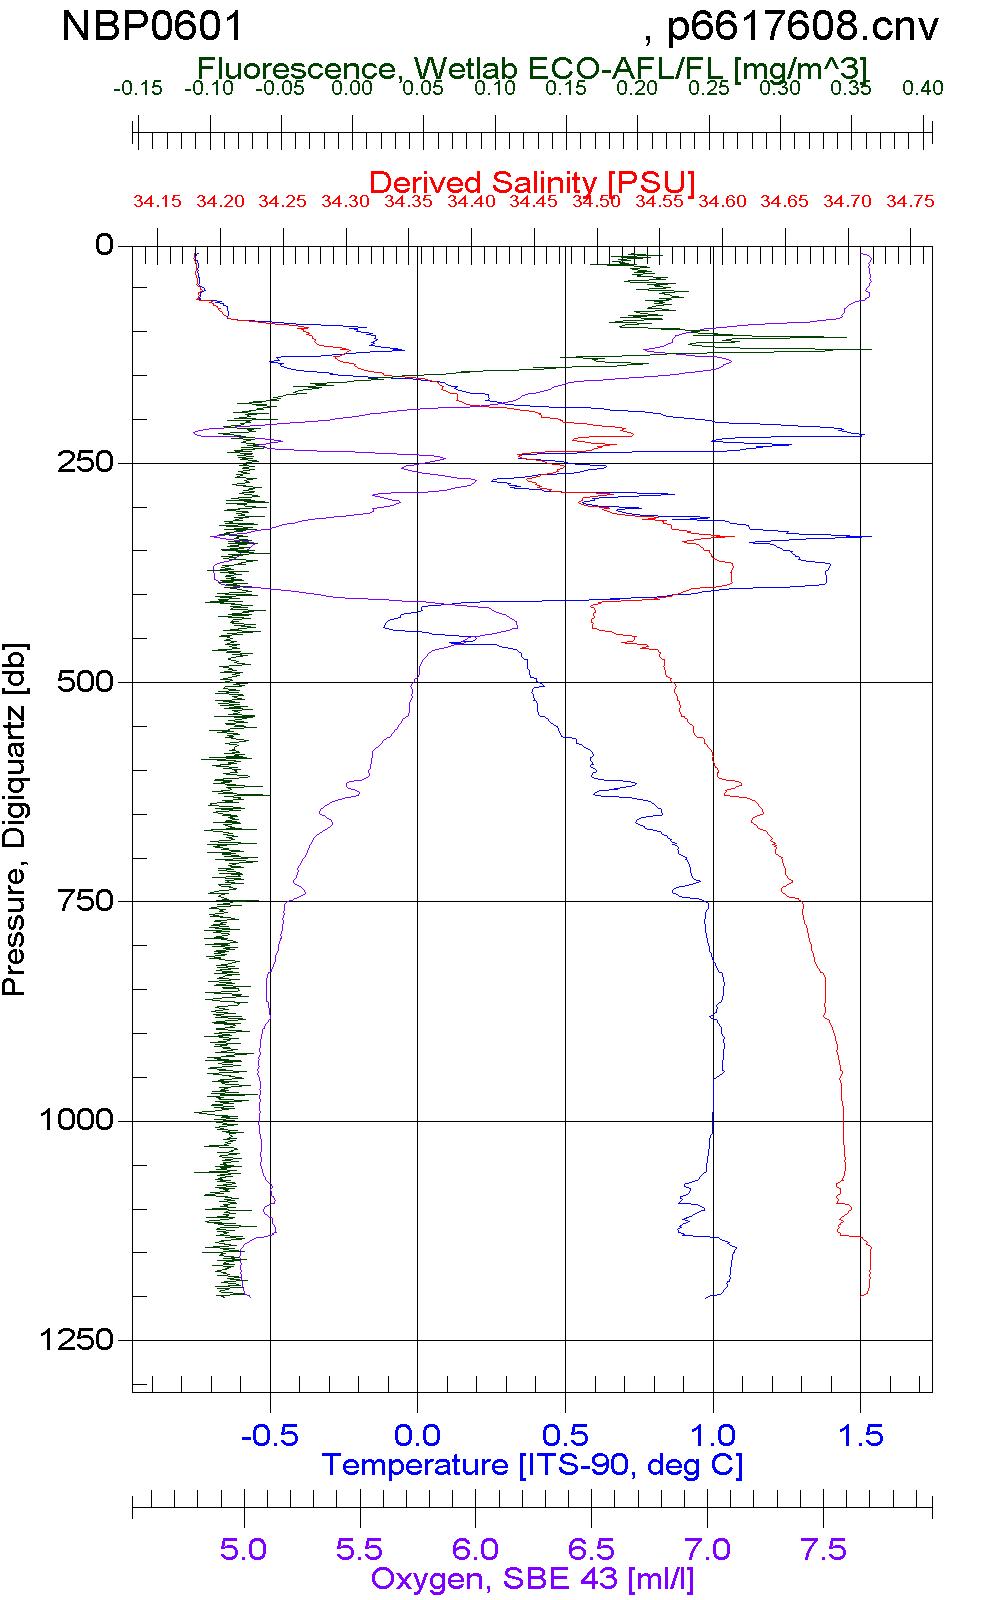 NBP0601 , p6617608.cnv
Fluorescence, Wetlab ECO-AFL/FL [mg/m^3]
-0.15 -0.10 -0.05 0.00 0.05 0.10 0.15 0.20 0.25 0.30 0.35 0.40
Derived Salinity [PSU]
34.15 34.20 34.25 34.30 34.35 34.40 34.45 34.50 34.55 34.60 34.65 34.70 34.75
0
250
500
750
1000
1250
Pressure, Digiquartz [db]
-0.5 0.0 0.5 1.0 1.5
Temperature [ITS-90, deg C]
5.0 5.5 6.0 6.5 7.0 7.5
Oxygen, SBE 43 [ml/l]